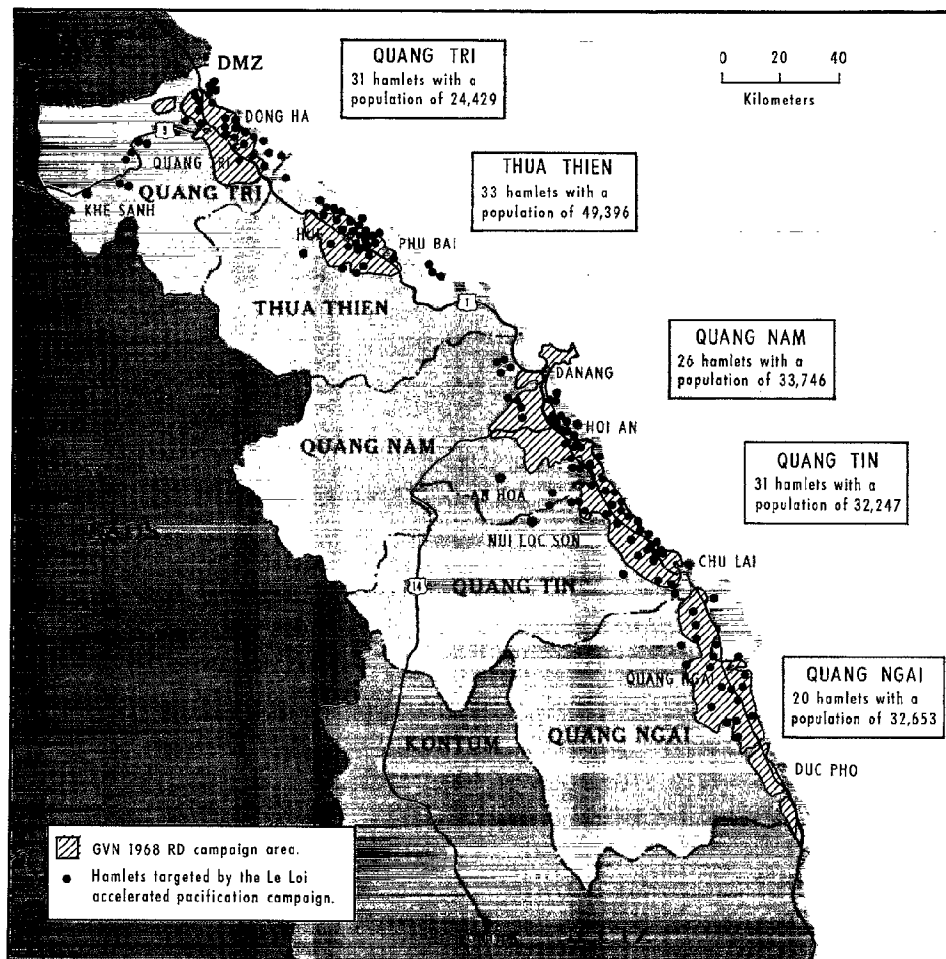 QUANG TRI
31 hamlets with a
population of 24,429
0 20 40
Kilometers
DMZ
DONG HA
9
QUANG TRI
QUANG TRI
KHE SANH
THUA THIEN
33 hamlets with a
population of 49,396
HUE
PHU BAI
THUA THIEN
1
QUANG NAM
26 hamlets with a
population of 33,746
DANANG
HOI AN
QUANG NAM
QUANG TIN
31 hamlets with a
population of 32,247
AN HOA
NUI LOC SON
CHU LAI
14
QUANG TIN
QUANG NGAI
20 hamlets with a
population of 32,653
QUANG NGAI
KONTUM
QUANG NGAI
DUC PHO
GVN 1968 RD campaign area.
Hamlets targeted by the Le Loi
accelerated pacification campaign.